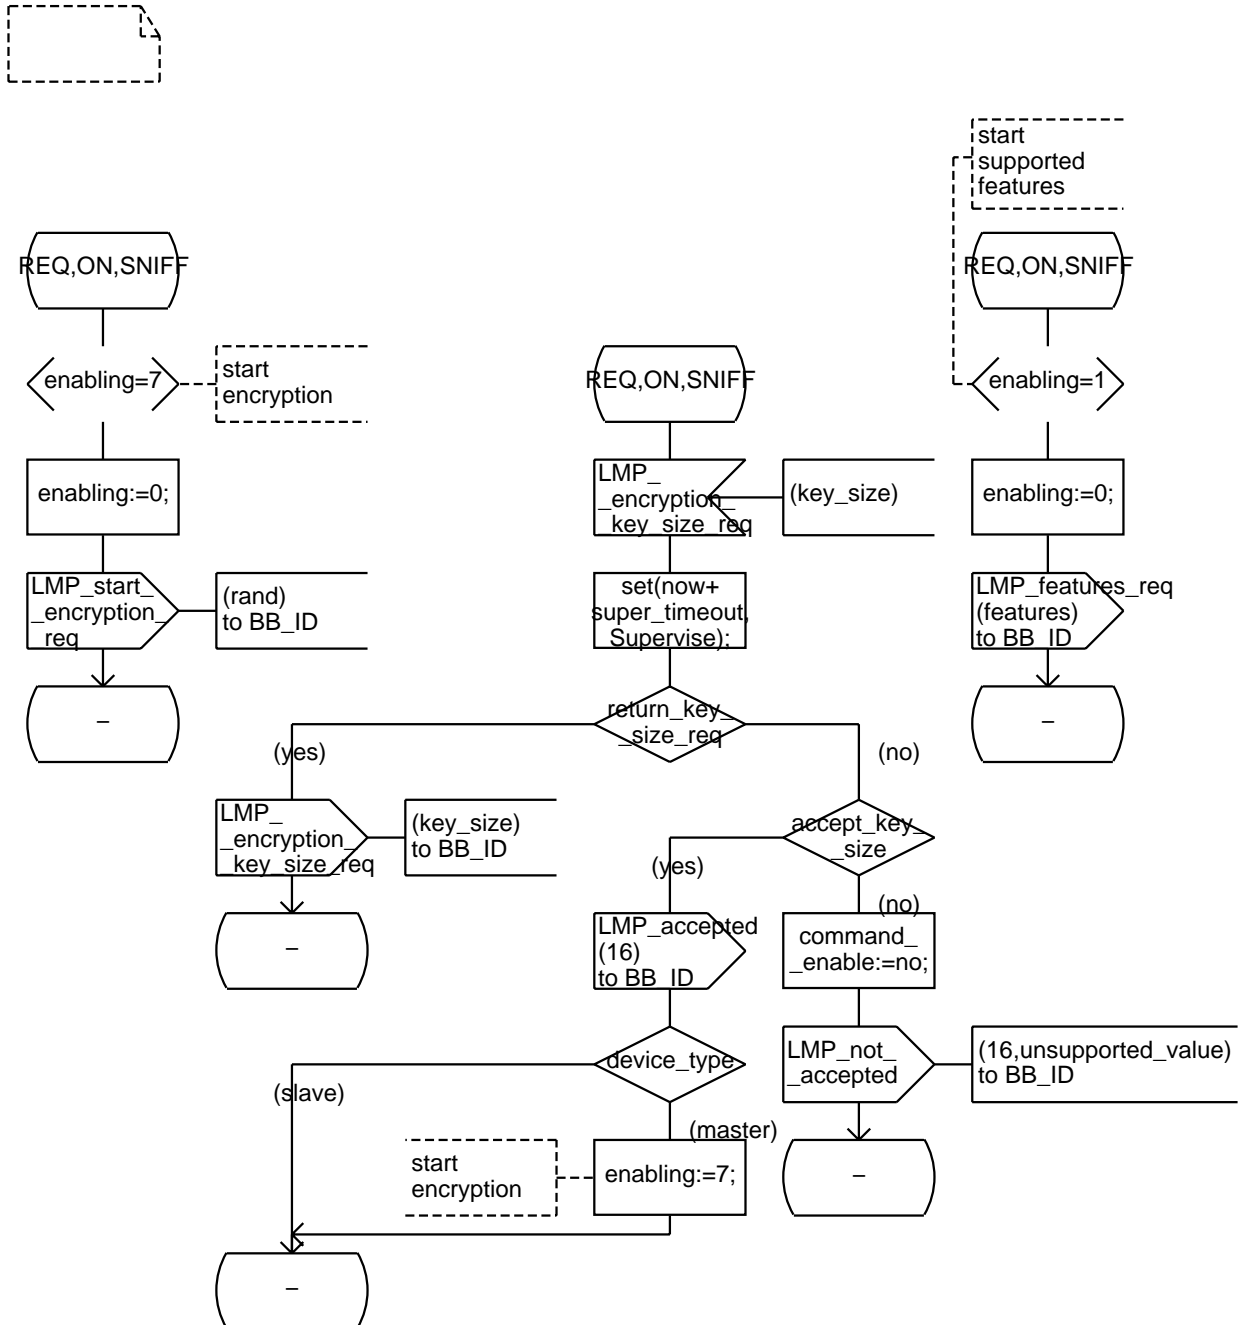 start
supported
features
REQ,ON,SNIFF
REQ,ON,SNIFF
enabling=7
start
encryption
REQ,ON,SNIFF
enabling=1
enabling:=0;
LMP_
_encryption_
_key_size_req
(key_size)
enabling:=0;
LMP_start_
_encryption_
_req
(rand)
to BB_ID
set(now+
super_timeout,
Supervise);
LMP_features_req
(features)
to BB_ID
–
return_key_
_size_req
–
(yes)
(no)
LMP_
_encryption_
_key_size_req
(key_size)
to BB_ID
accept_key_
_size
(yes)
(no)
–
LMP_accepted
(16)
to BB_ID
command_
_enable:=no;
device_type
LMP_not_
_accepted
(16,unsupported_value)
to BB_ID
(slave)
(master)
start
encryption
enabling:=7;
–
–